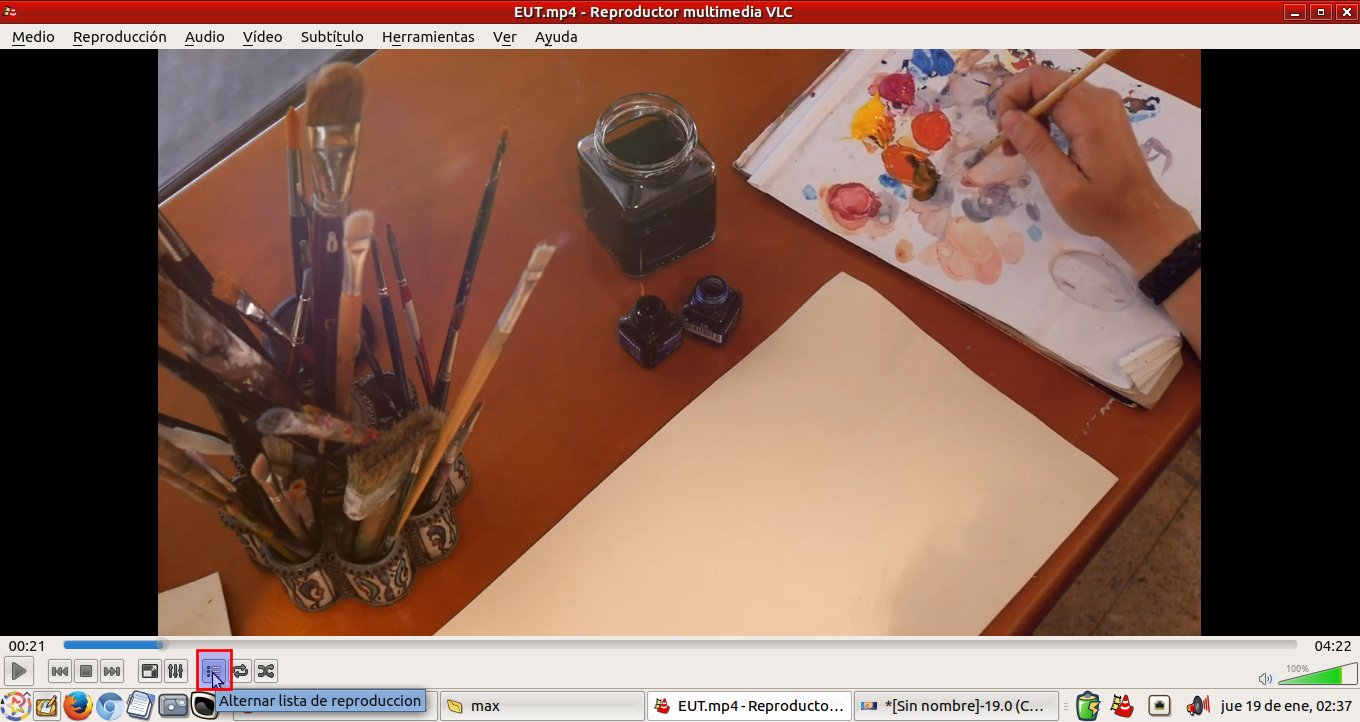 EUT.mp4 - Reproductor multimedia VLC
Medio Reproducción Audio Vídeo Subtítulo Herramientas Ver Ayuda
00:21 04:22
100%
Alternar lista de reproduccion
max
EUT.mp4 - Reproducto...
*[Sin nombre]-19.0 (C...
jue 19 de ene, 02:37